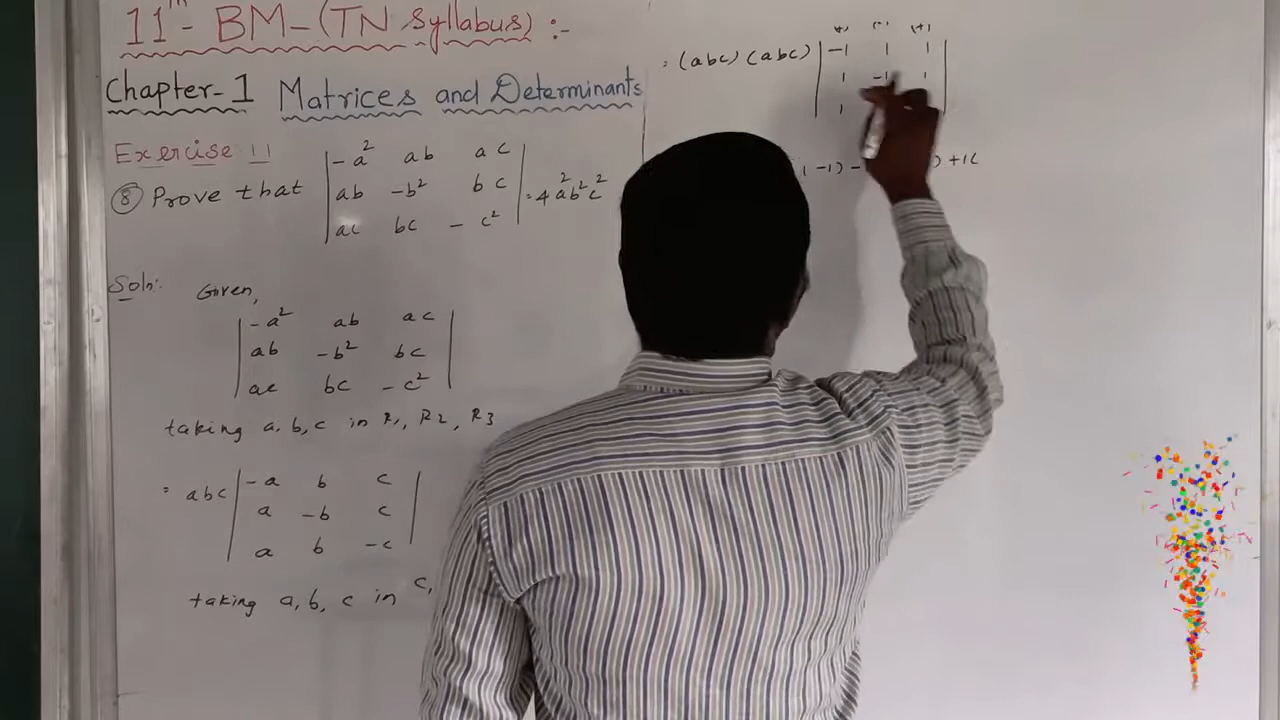 11th - BM - (TN Syllabus) :-
Chapter-1 Matrices and Determinants
Exercise 1.1
⑧ Prove that | -a² ab ac | = 4a²b²c²
| ab -b² bc |
| ac bc -c² |
Soln:
Given,
| -a² ab ac |
| ab -b² bc |
| ac bc -c² |
taking a, b, c in R1, R2, R3
= abc | -a b c |
| a -b c |
| a b -c |
taking a, b, c in C,
(+) (-) (+)
= (abc) (abc) | -1 1 1 |
| 1 -1 1 |
| 1
(-1) -
) +1(